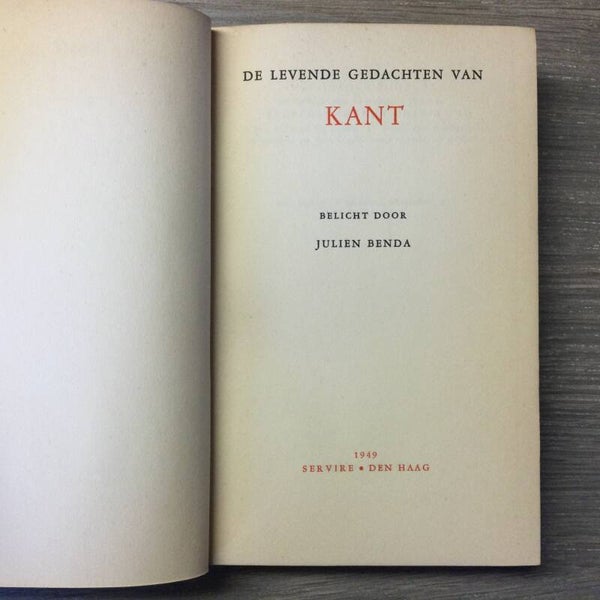 DE LEVENDE GEDACHTEN VAN
KANT
BELICHT DOOR
JULIEN BENDA
1949
SERVIRE • DEN HAAG